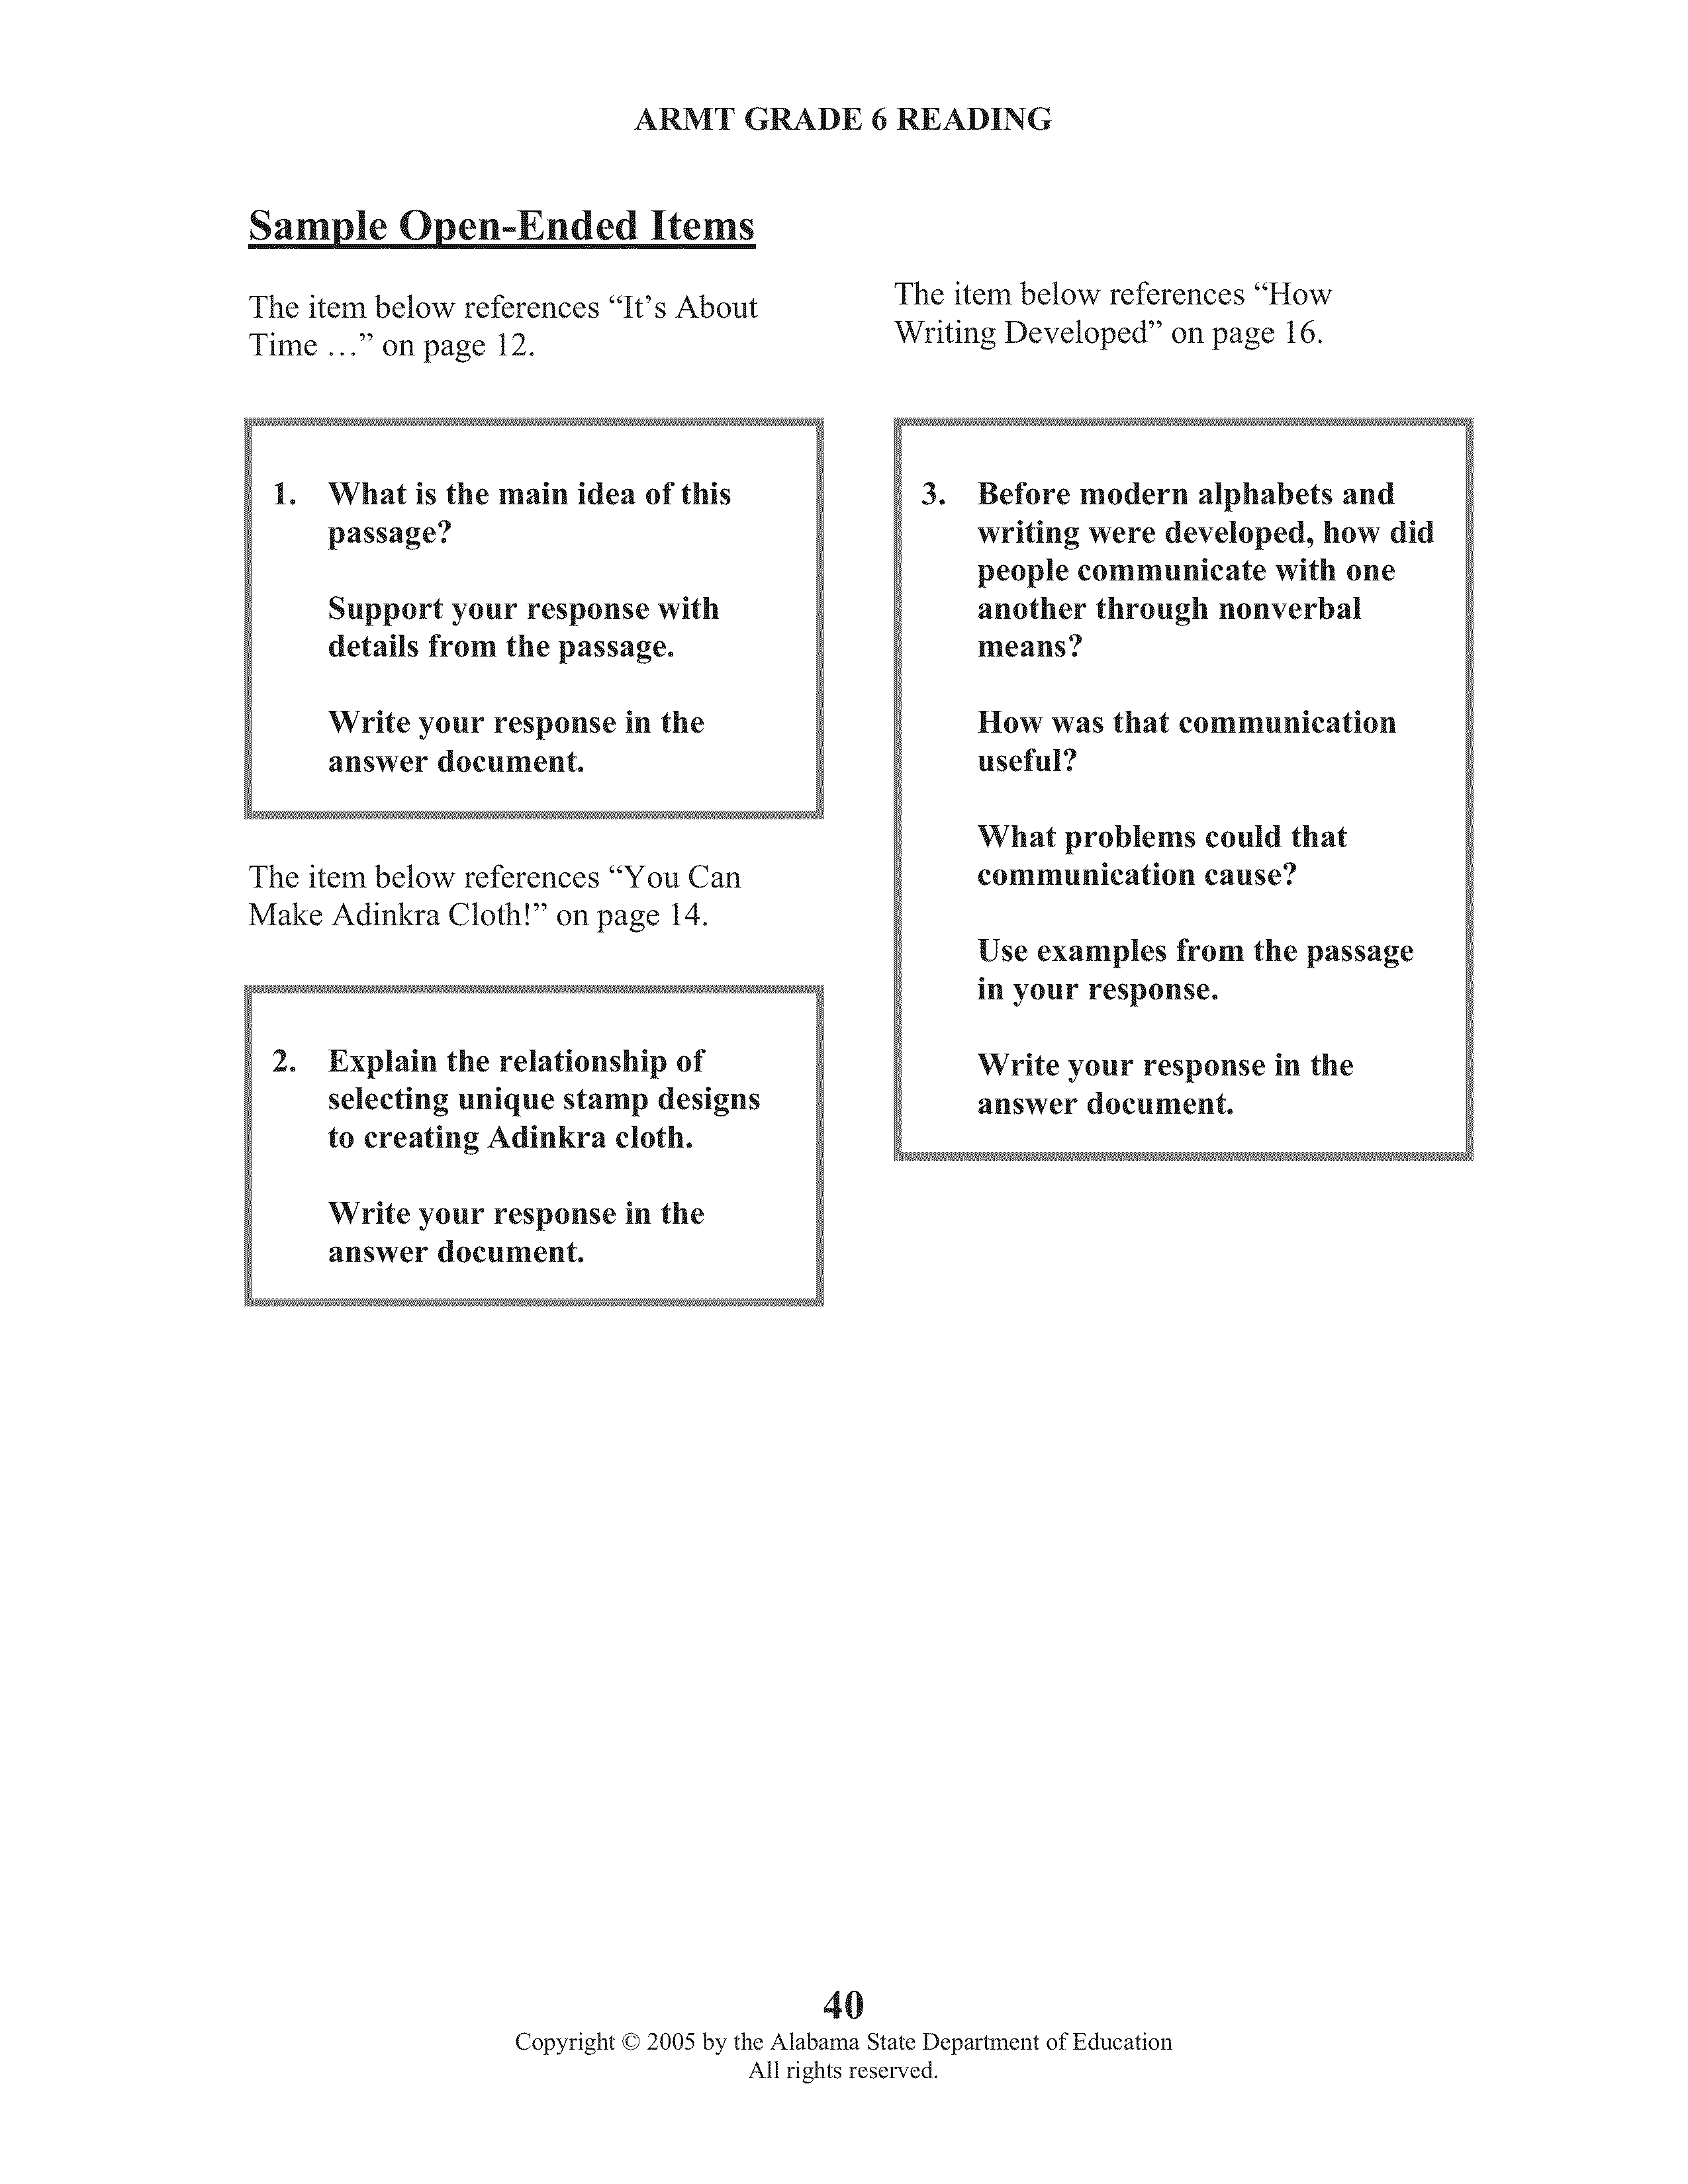 ARMT GRADE 6 READING
Sample Open-Ended Items
The item below references “It’s About
Time …” on page 12.
1. What is the main idea of this
passage?
Support your response with
details from the passage.
Write your response in the
answer document.
The item below references “You Can
Make Adinkra Cloth!” on page 14.
2. Explain the relationship of
selecting unique stamp designs
to creating Adinkra cloth.
Write your response in the
answer document.
The item below references “How
Writing Developed” on page 16.
3. Before modern alphabets and
writing were developed, how did
people communicate with one
another through nonverbal
means?
How was that communication
useful?
What problems could that
communication cause?
Use examples from the passage
in your response.
Write your response in the
answer document.
40
Copyright © 2005 by the Alabama State Department of Education
All rights reserved.